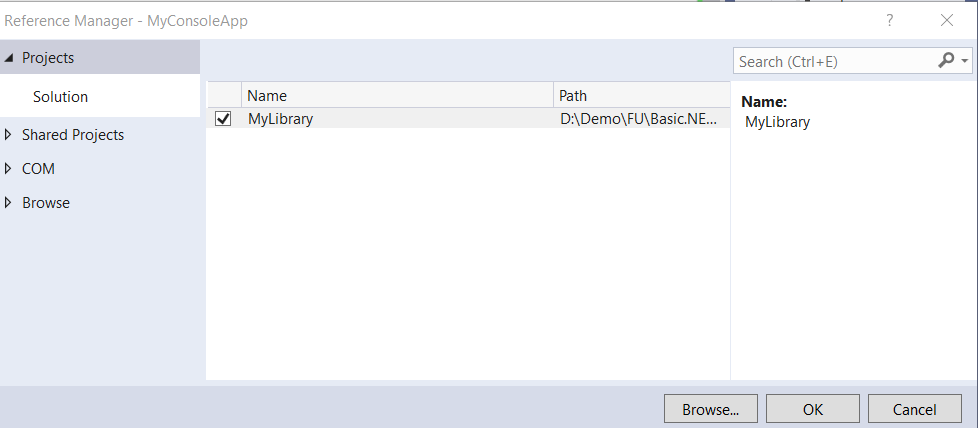 Reference Manager - MyConsoleApp
?
Projects
Search (Ctrl+E)
Solution
Name Path
Name:
MyLibrary D:\Demo\FU\Basic.NE...
MyLibrary
Shared Projects
COM
Browse
Browse... OK Cancel